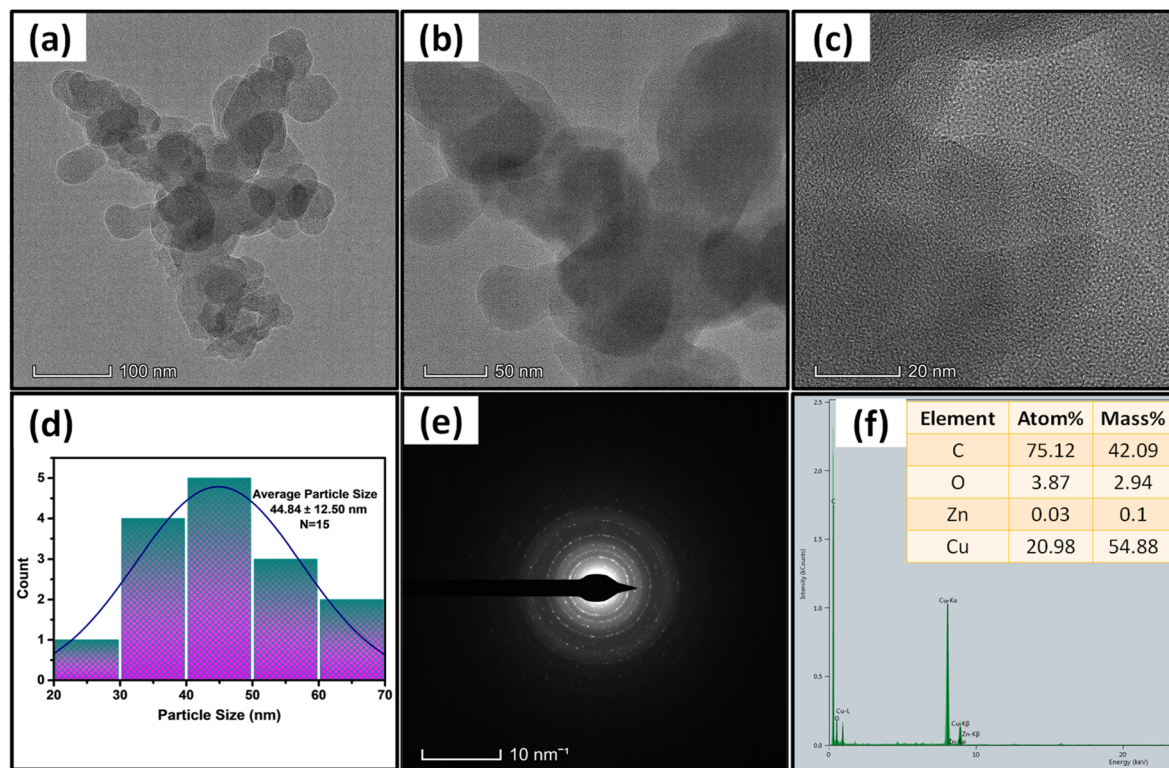 (a)
100 nm
(b)
50 nm
(c)
20 nm
(d)
Average Particle Size
44.84 ± 12.50 nm
N=15
Count
5
4
3
2
1
0
20 30 40 50 60 70
Particle Size (nm)
(e)
10 nm⁻¹
(f)
Element Atom% Mass%
C 75.12 42.09
O 3.87 2.94
Zn 0.03 0.1
Cu 20.98 54.88
Intensity (kCounts)
2.5
2.0
1.5
1.0
0.5
0.0
C
O
Cu-L
Cu-Kα
Cu-Kβ
Zn-Kβ
0 10 20
Energy (keV)